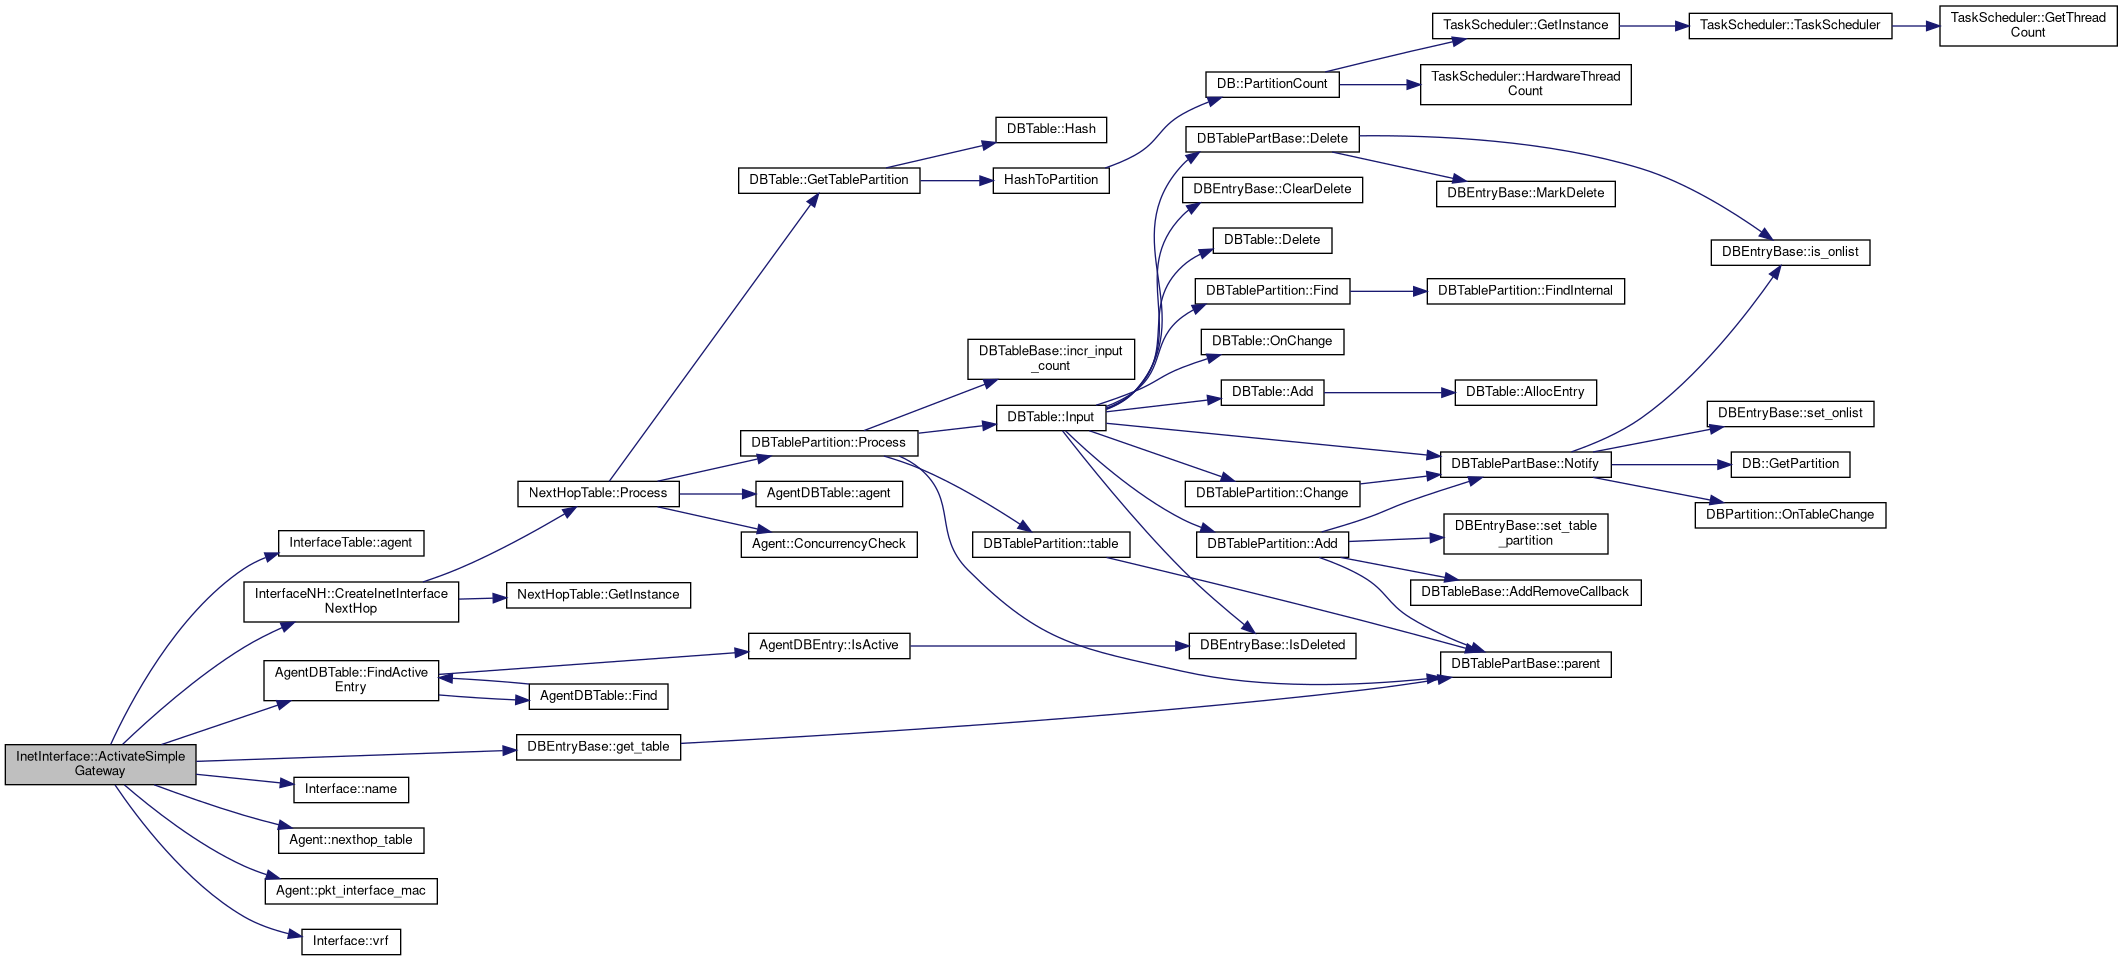 TaskScheduler::GetInstance
TaskScheduler::TaskScheduler
TaskScheduler::GetThread
Count
DB::PartitionCount
TaskScheduler::HardwareThread
Count
DBTable::Hash
DBTablePartBase::Delete
DBTable::GetTablePartition
HashToPartition
DBEntryBase::ClearDelete
DBEntryBase::MarkDelete
DBTable::Delete
DBEntryBase::is_onlist
DBTablePartition::Find
DBTablePartition::FindInternal
DBTableBase::incr_input
_count
DBTable::OnChange
DBTable::Add
DBTable::AllocEntry
DBTablePartition::Process
DBTable::Input
DBEntryBase::set_onlist
DBTablePartBase::Notify
DB::GetPartition
NextHopTable::Process
AgentDBTable::agent
DBTablePartition::Change
DBPartition::OnTableChange
InterfaceTable::agent
Agent::ConcurrencyCheck
DBTablePartition::table
DBTablePartition::Add
DBEntryBase::set_table
_partition
InterfaceNH::CreateInetInterface
NextHop
NextHopTable::GetInstance
DBTableBase::AddRemoveCallback
AgentDBTable::FindActive
Entry
AgentDBEntry::IsActive
DBEntryBase::IsDeleted
DBTablePartBase::parent
AgentDBTable::Find
InetInterface::ActivateSimple
Gateway
DBEntryBase::get_table
Interface::name
Agent::nexthop_table
Agent::pkt_interface_mac
Interface::vrf